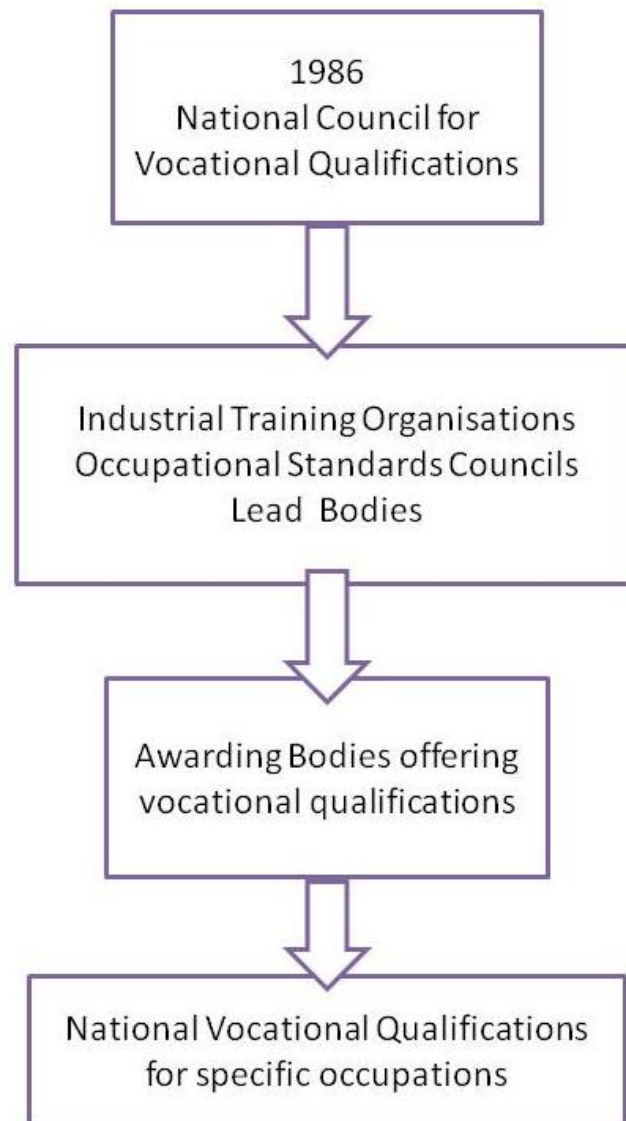 1986
National Council for
Vocational Qualifications
Industrial Training Organisations
Occupational Standards Councils
Lead Bodies
Awarding Bodies offering
vocational qualifications
National Vocational Qualifications
for specific occupations